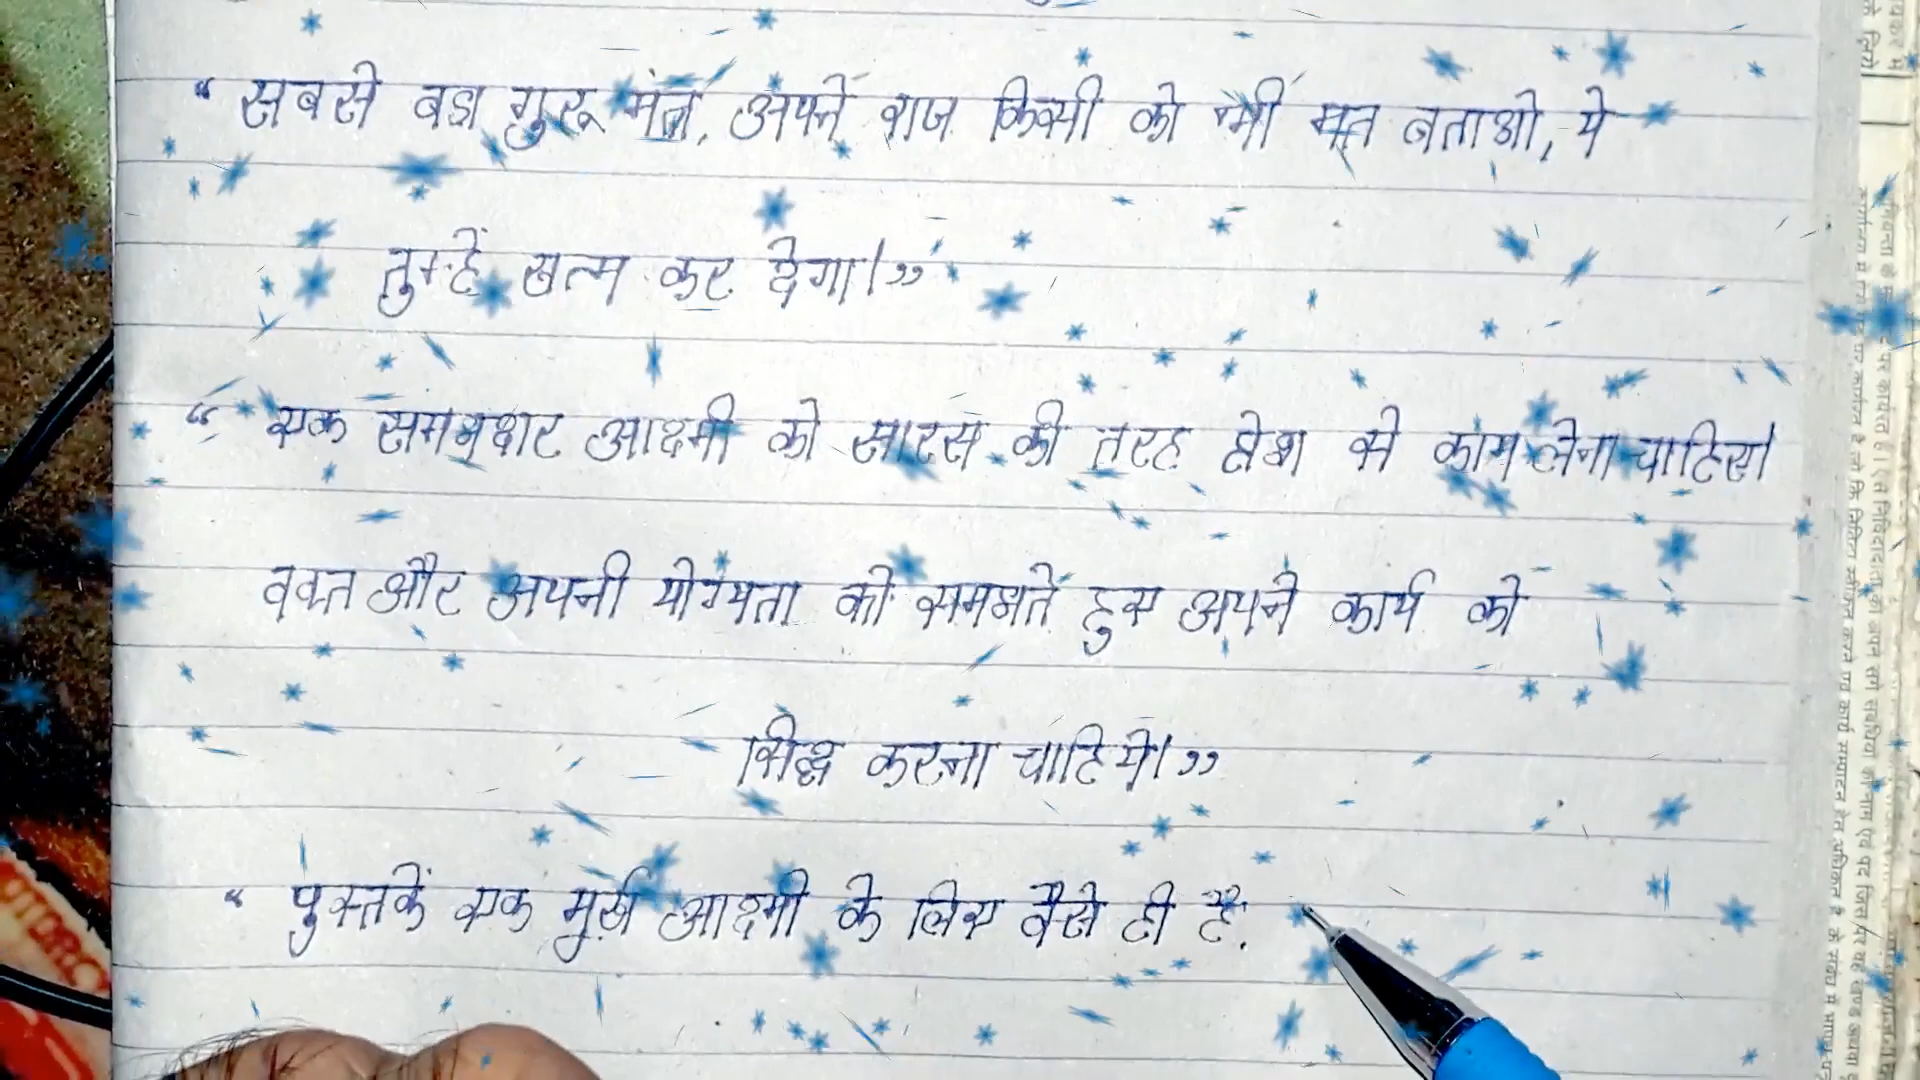 “ सबसे बड़ा गुरू मंत्र, अपने राज किसी को भी मत बताओ, ये
तुम्हें खत्म कर देगा।”
“ एक समझदार आदमी को सारस की तरह होश से काम लेना चाहिए।
वक्त और अपनी योग्यता को समझते हुए अपने कार्य को
सिद्ध करना चाहिये।”
“ पुस्तकें एक मुर्ख आदमी के लिए वैसे ही है.